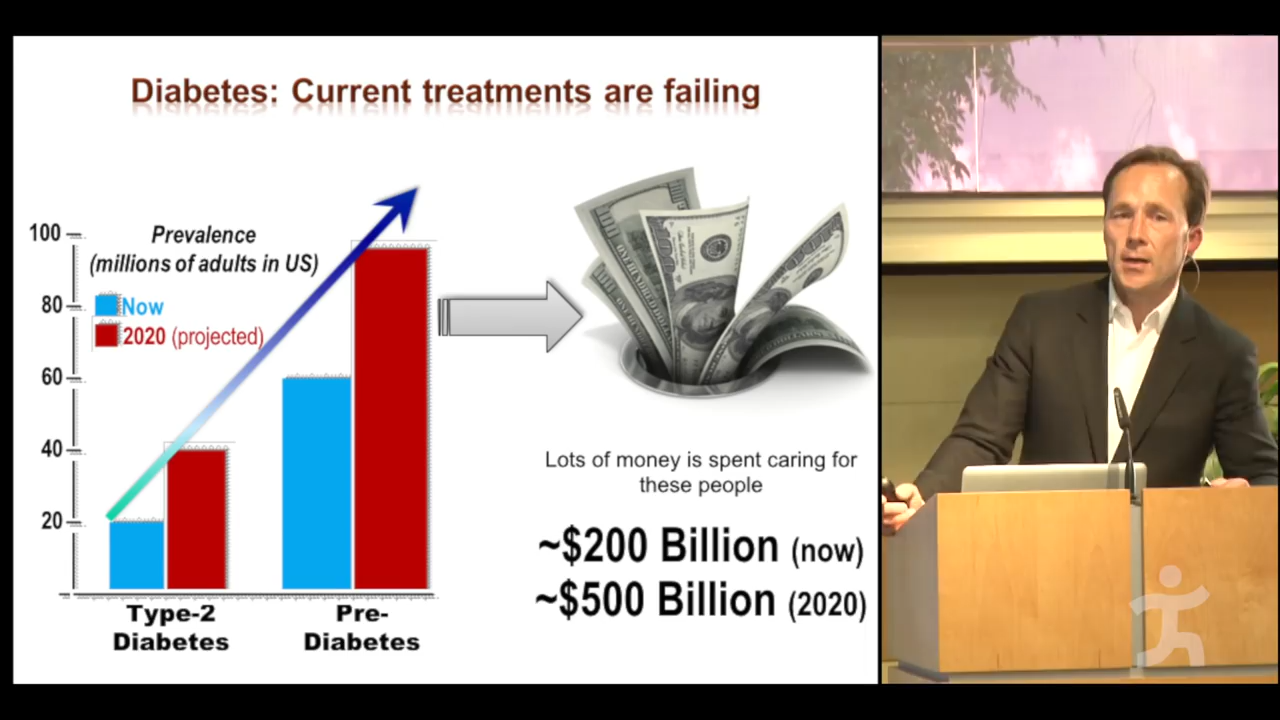 Diabetes: Current treatments are failing
Prevalence
(millions of adults in US)
Now
2020 (projected)
100
80
60
40
20
Type-2
Diabetes
Pre-
Diabetes
Lots of money is spent caring for
these people
~$200 Billion (now)
~$500 Billion (2020)